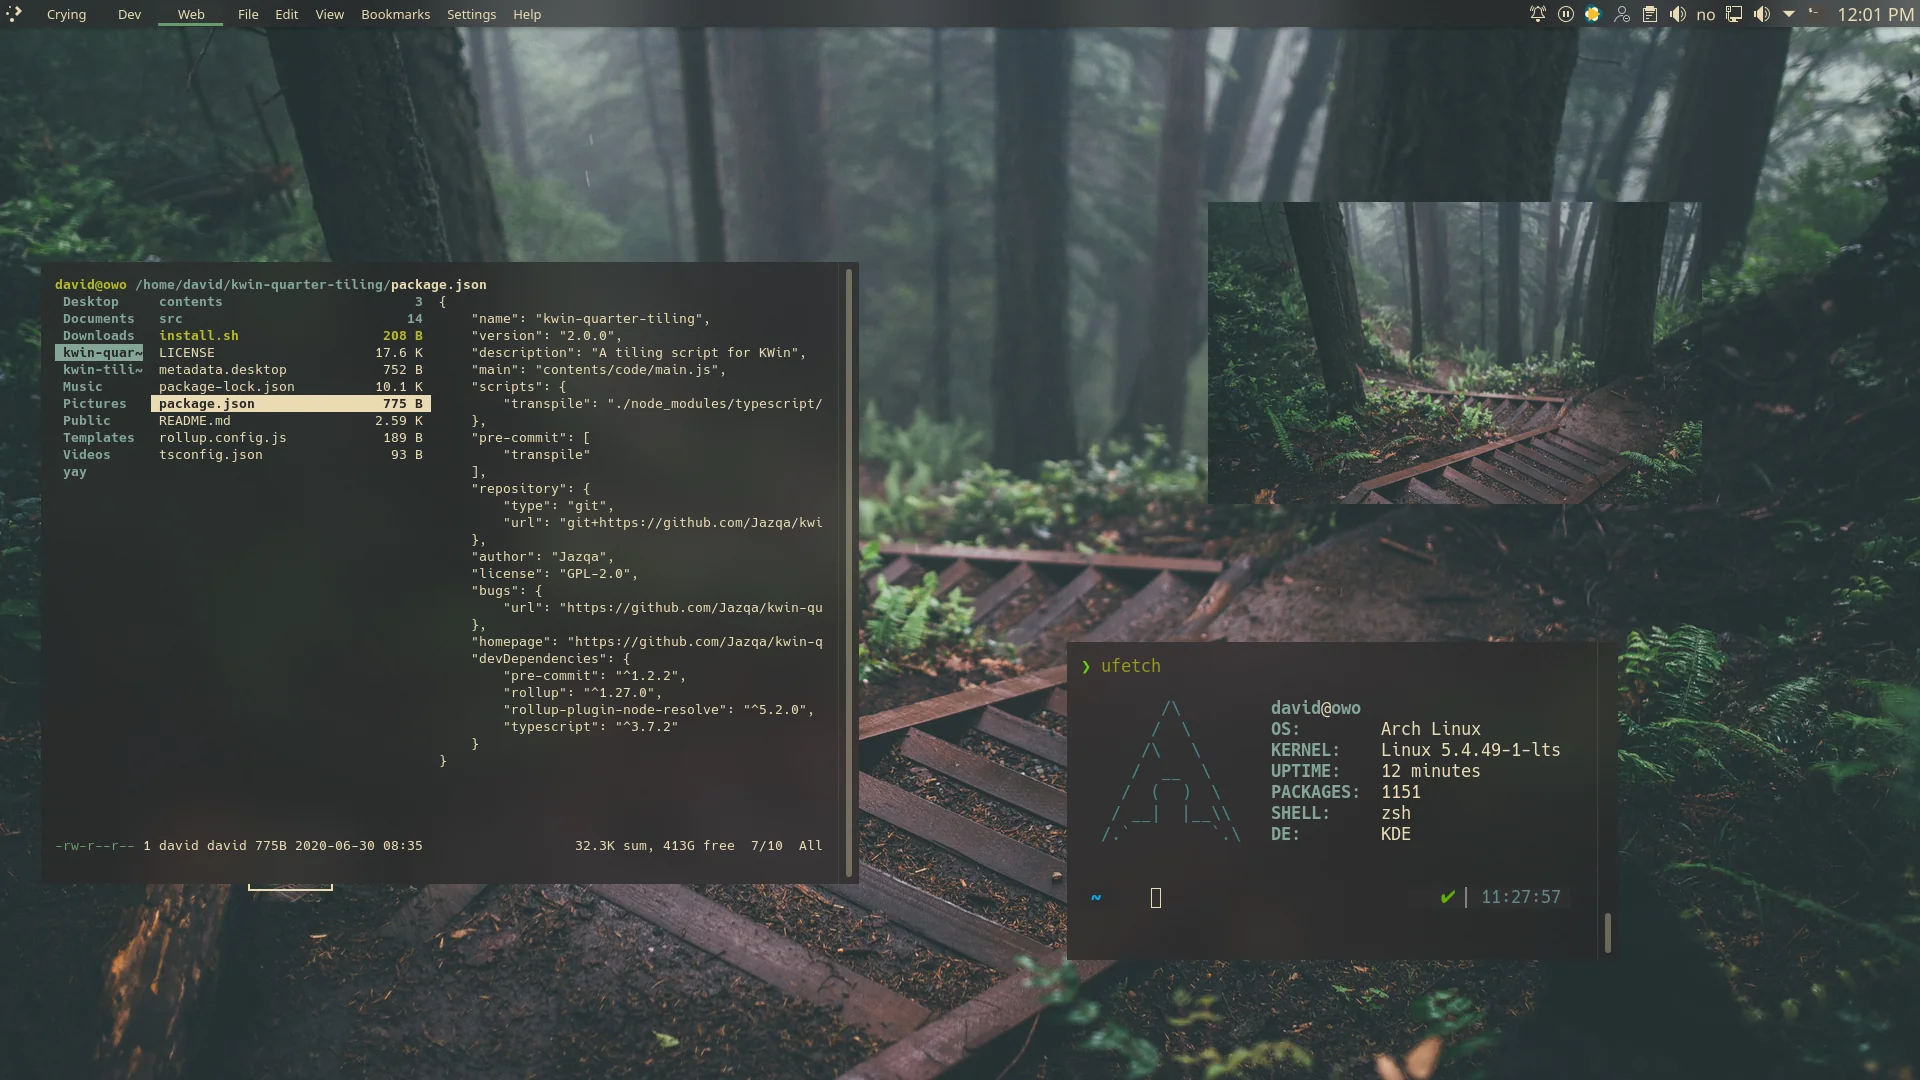 Crying Dev Web File Edit View Bookmarks Settings Help no 12:01 PM
david@owo /home/david/kwin-quarter-tiling/package.json
Desktop contents 3 {
Documents src 14 "name": "kwin-quarter-tiling",
Downloads install.sh 208 B "version": "2.0.0",
kwin-quar~ LICENSE 17.6 K "description": "A tiling script for KWin",
kwin-tili~ metadata.desktop 752 B "main": "contents/code/main.js",
Music package-lock.json 10.1 K "scripts": {
Pictures package.json 775 B "transpile": "./node_modules/typescript/
Public README.md 2.59 K },
Templates rollup.config.js 189 B "pre-commit": [
Videos tsconfig.json 93 B "transpile"
yay ],
"repository": {
"type": "git",
"url": "git+https://github.com/Jazqa/kwi
},
"author": "Jazqa",
"license": "GPL-2.0",
"bugs": {
"url": "https://github.com/Jazqa/kwin-qu
},
"homepage": "https://github.com/Jazqa/kwin-q
"devDependencies": {
"pre-commit": "^1.2.2",
"rollup": "^1.27.0",
"rollup-plugin-node-resolve": "^5.2.0",
"typescript": "^3.7.2"
}
}
-rw-r--r-- 1 david david 775B 2020-06-30 08:35 32.3K sum, 413G free 7/10 All
❯ ufetch
/\ david@owo
/  \ OS: Arch Linux
/\   \ KERNEL: Linux 5.4.49-1-lts
/  __  \ UPTIME: 12 minutes
/  (  )  \ PACKAGES: 1151
/ __|  |__\\ SHELL: zsh
/.`        `.\ DE: KDE
~ ✔ | 11:27:57